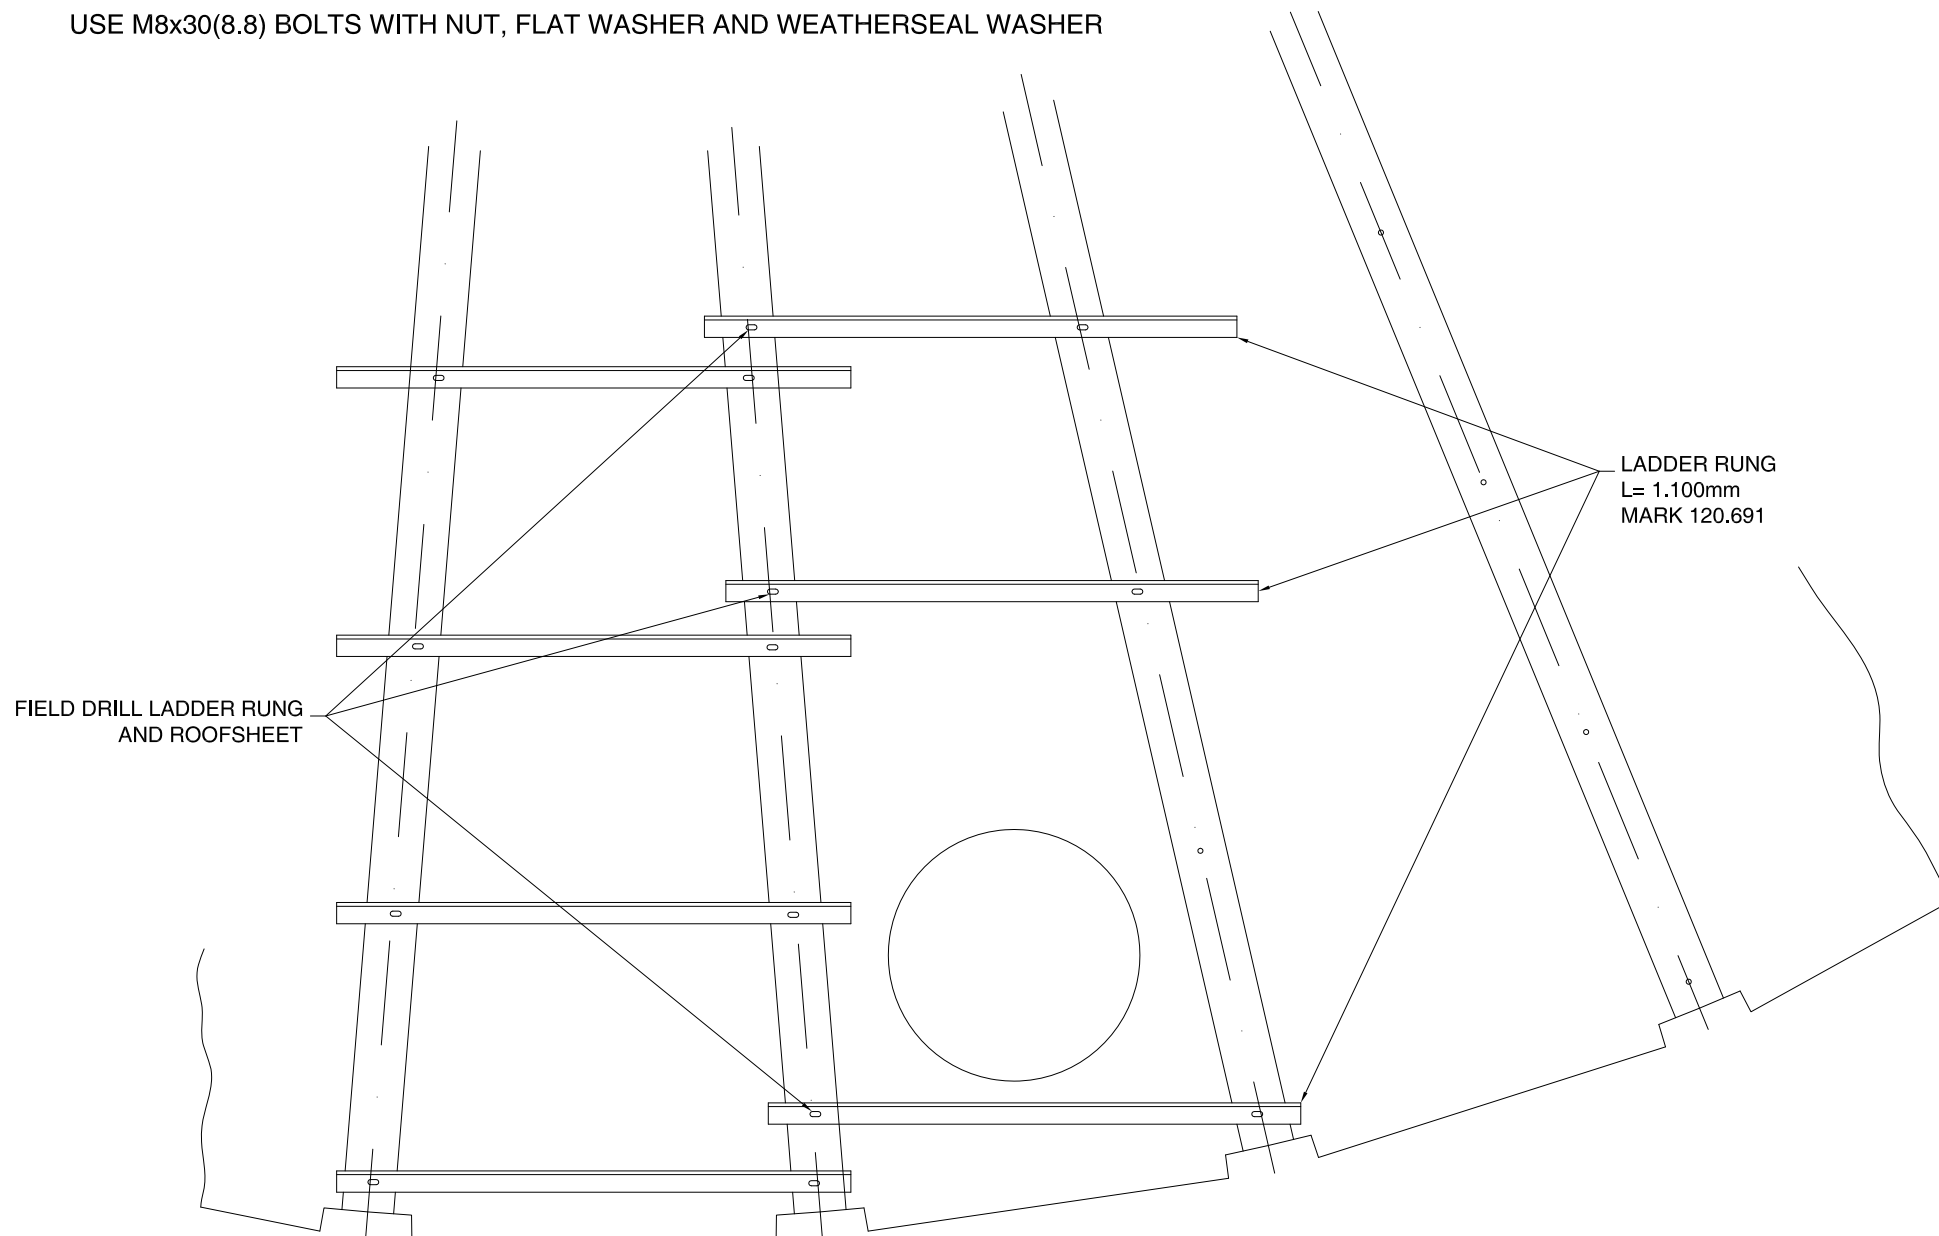 USE M8x30(8.8) BOLTS WITH NUT, FLAT WASHER AND WEATHERSEAL WASHER
LADDER RUNG
L= 1.100mm
MARK 120.691
FIELD DRILL LADDER RUNG
AND ROOFSHEET